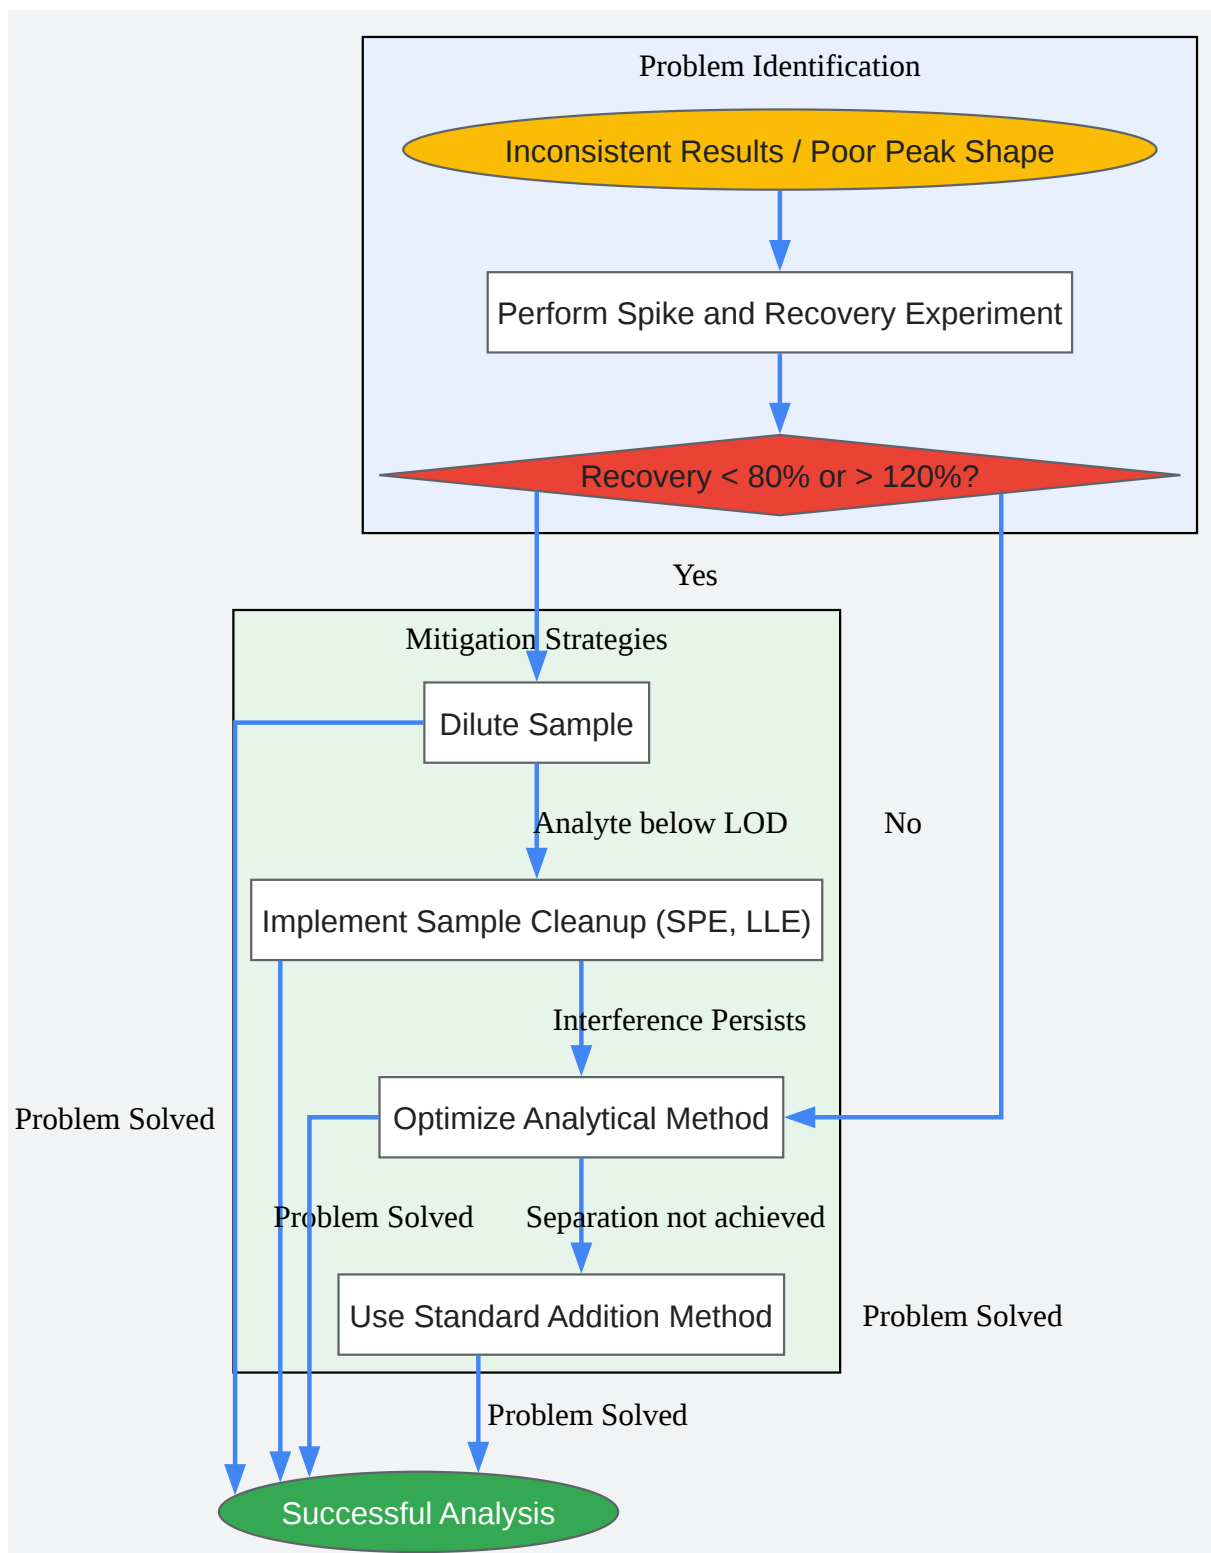 Problem Identification
Inconsistent Results / Poor Peak Shape
Perform Spike and Recovery Experiment
Recovery < 80% or > 120%?
Yes
Mitigation Strategies
Dilute Sample
Analyte below LOD
No
Implement Sample Cleanup (SPE, LLE)
Interference Persists
Problem Solved
Optimize Analytical Method
Problem Solved
Separation not achieved
Use Standard Addition Method
Problem Solved
Problem Solved
Successful Analysis